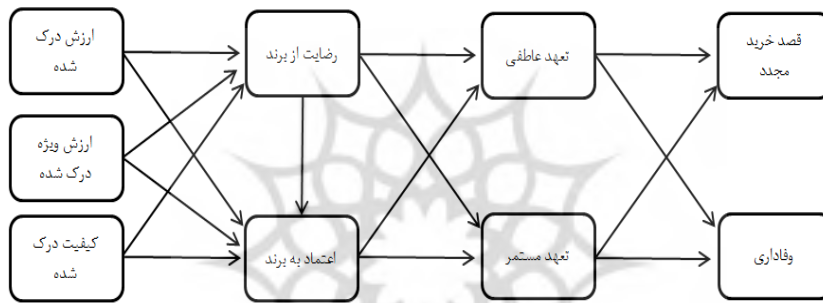 ارزش درک
شده
رضایت از برند
تعهد عاطفی
قصد خرید
مجدد
ارزش ویژه
درک شده
کیفیت درک
شده
اعتماد به برند
تعهد مستمر
وفاداری